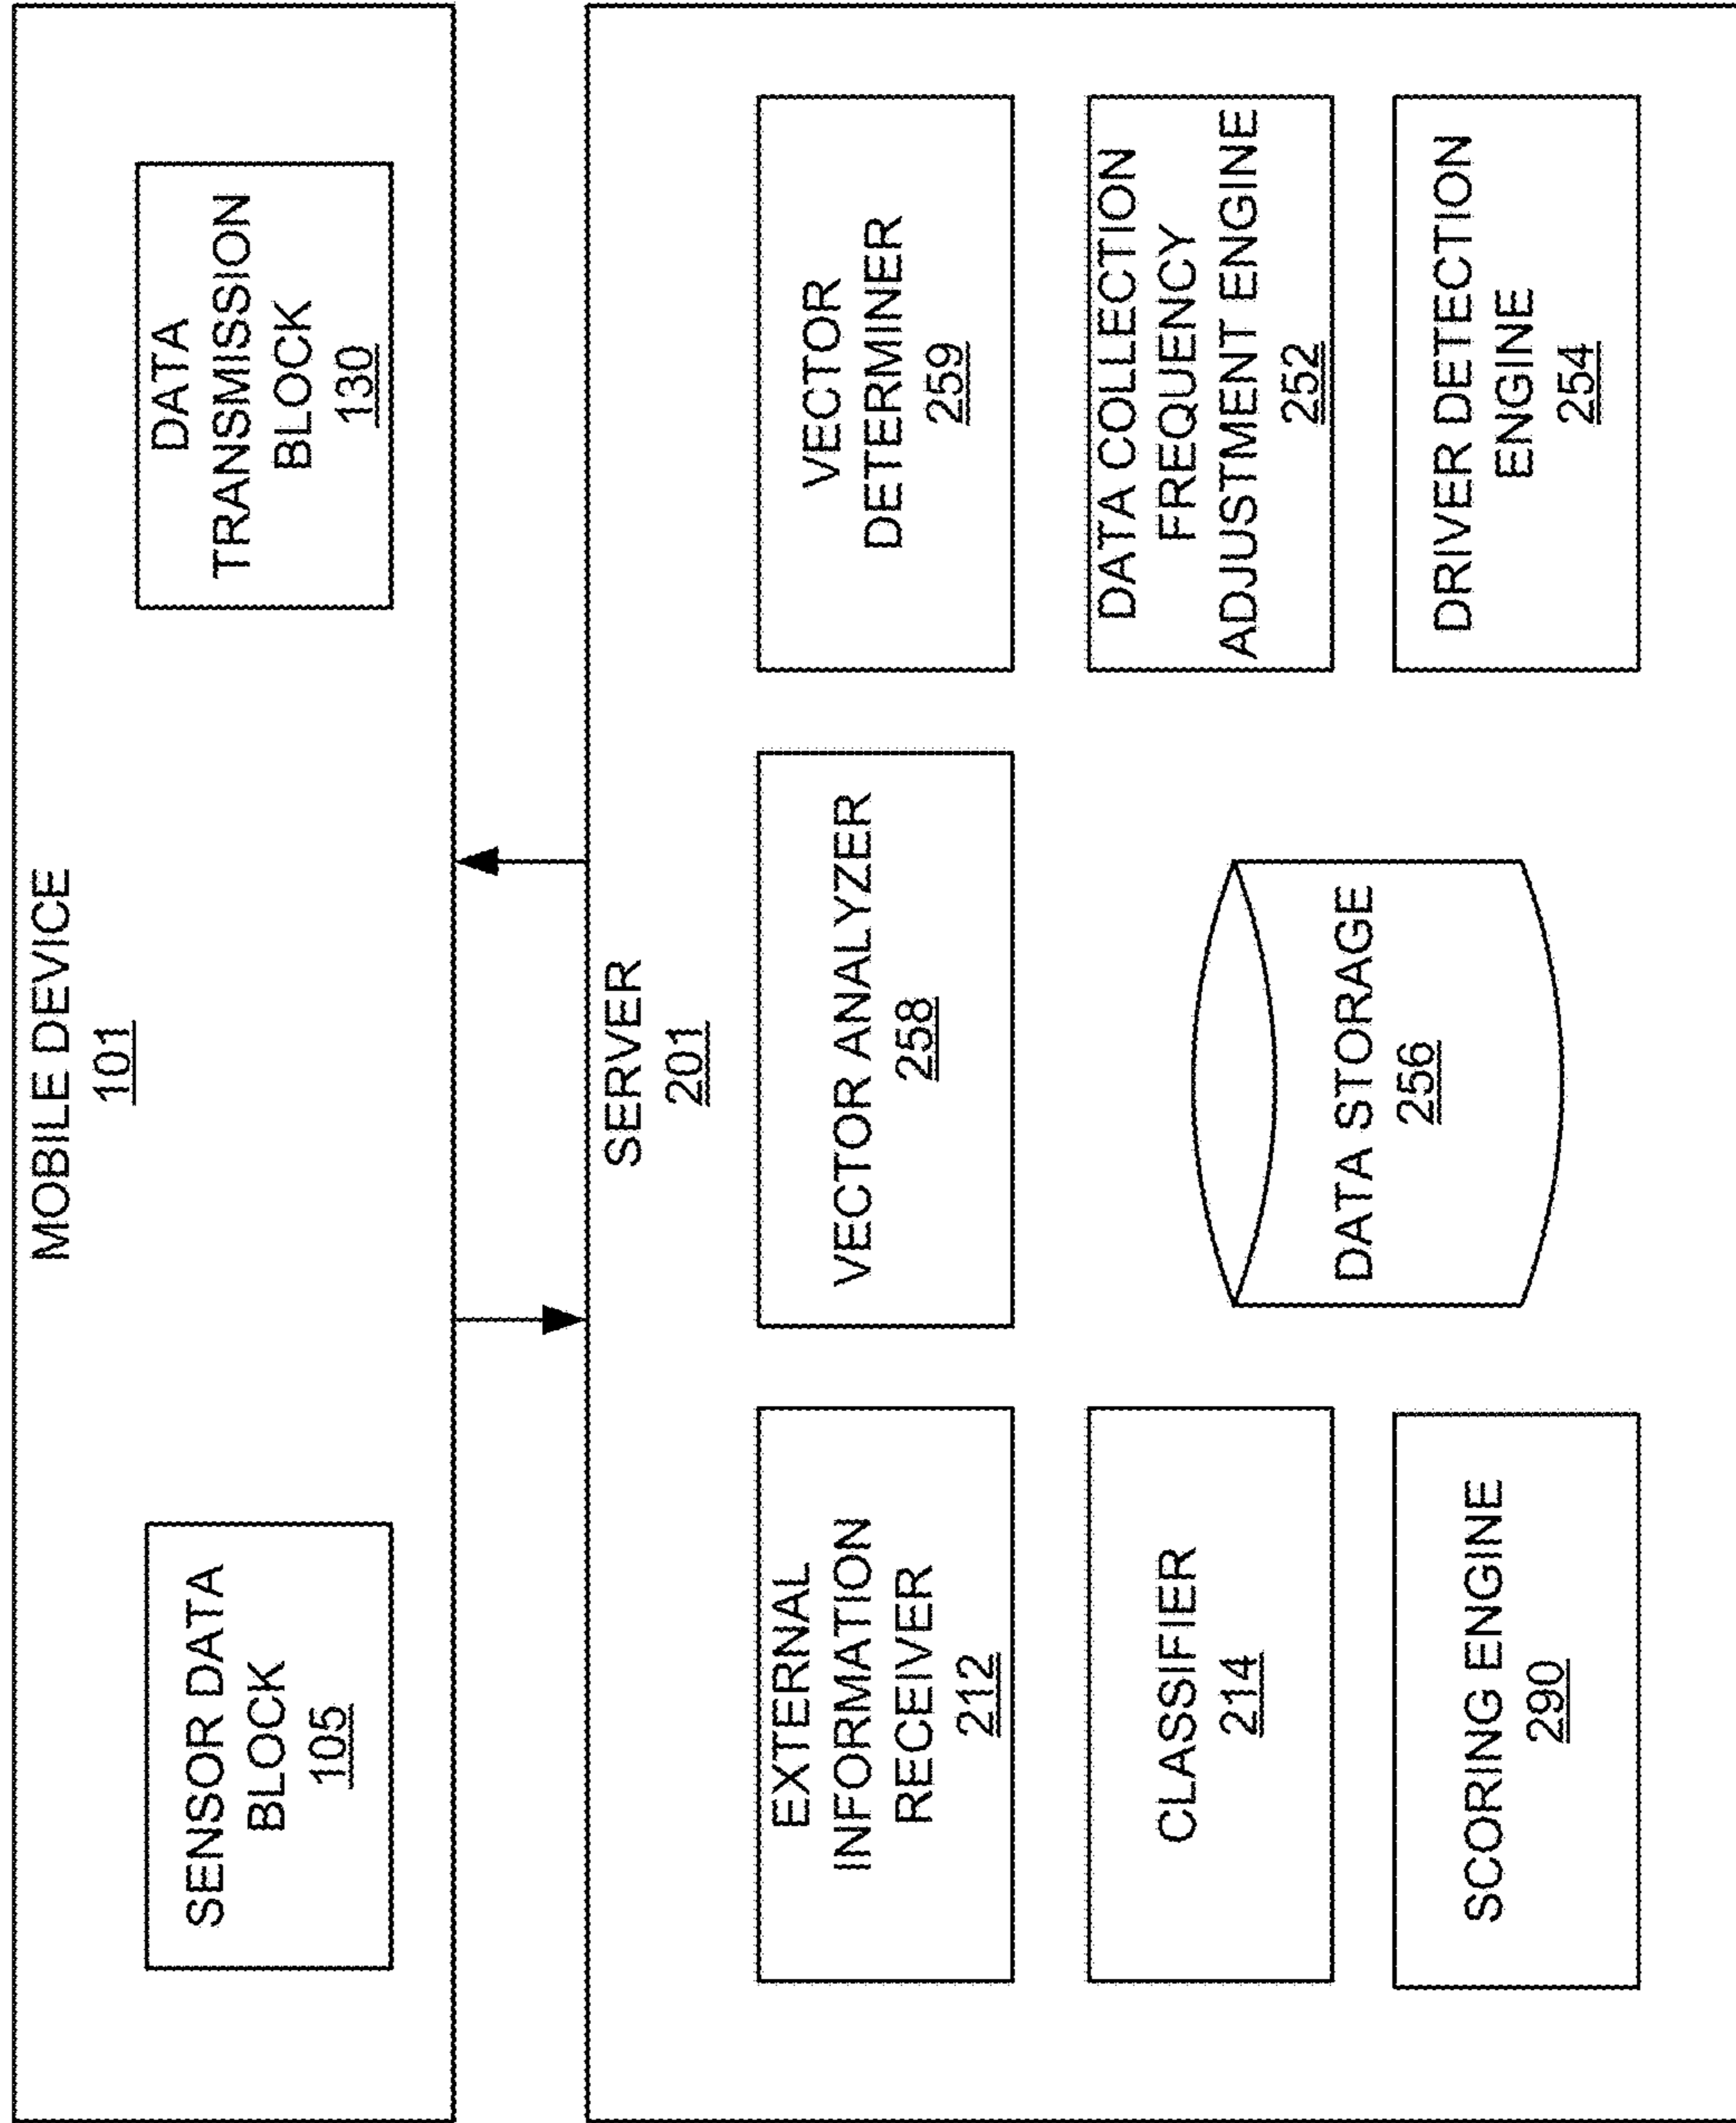 MOBILE DEVICE
101
SENSOR DATA
BLOCK
105
DATA
TRANSMISSION
BLOCK
130
SERVER
201
EXTERNAL
INFORMATION
RECEIVER
212
VECTOR ANALYZER
258
VECTOR
DETERMINER
259
CLASSIFIER
214
DATA STORAGE
256
DATA COLLECTION
FREQUENCY
ADJUSTMENT ENGINE
252
SCORING ENGINE
290
DRIVER DETECTION
ENGINE
254